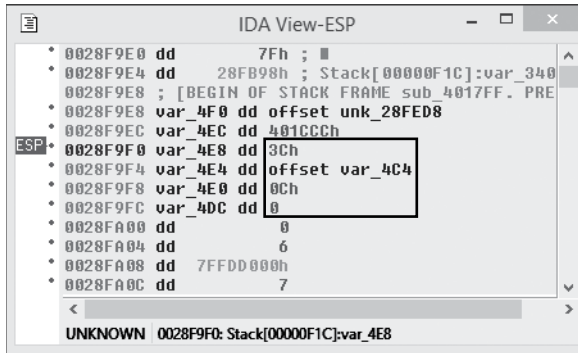 IDA View-ESP
0028F9E0 dd 7Fh ;
0028F9E4 dd 28FB98h ; Stack[00000F1C]:var_340
0028F9E8 ; [BEGIN OF STACK FRAME sub_4017FF. PRE
0028F9E8 var_4F0 dd offset unk_28FED8
0028F9EC var_4EC dd 401CCCh
ESP 0028F9F0 var_4E8 dd 3Ch
0028F9F4 var_4E4 dd offset var_4C4
0028F9F8 var_4E0 dd 0Ch
0028F9FC var_4DC dd 0
0028FA00 dd 0
0028FA04 dd 6
0028FA08 dd 7FFDD000h
0028FA0C dd 7
UNKNOWN 0028F9F0: Stack[00000F1C]:var_4E8